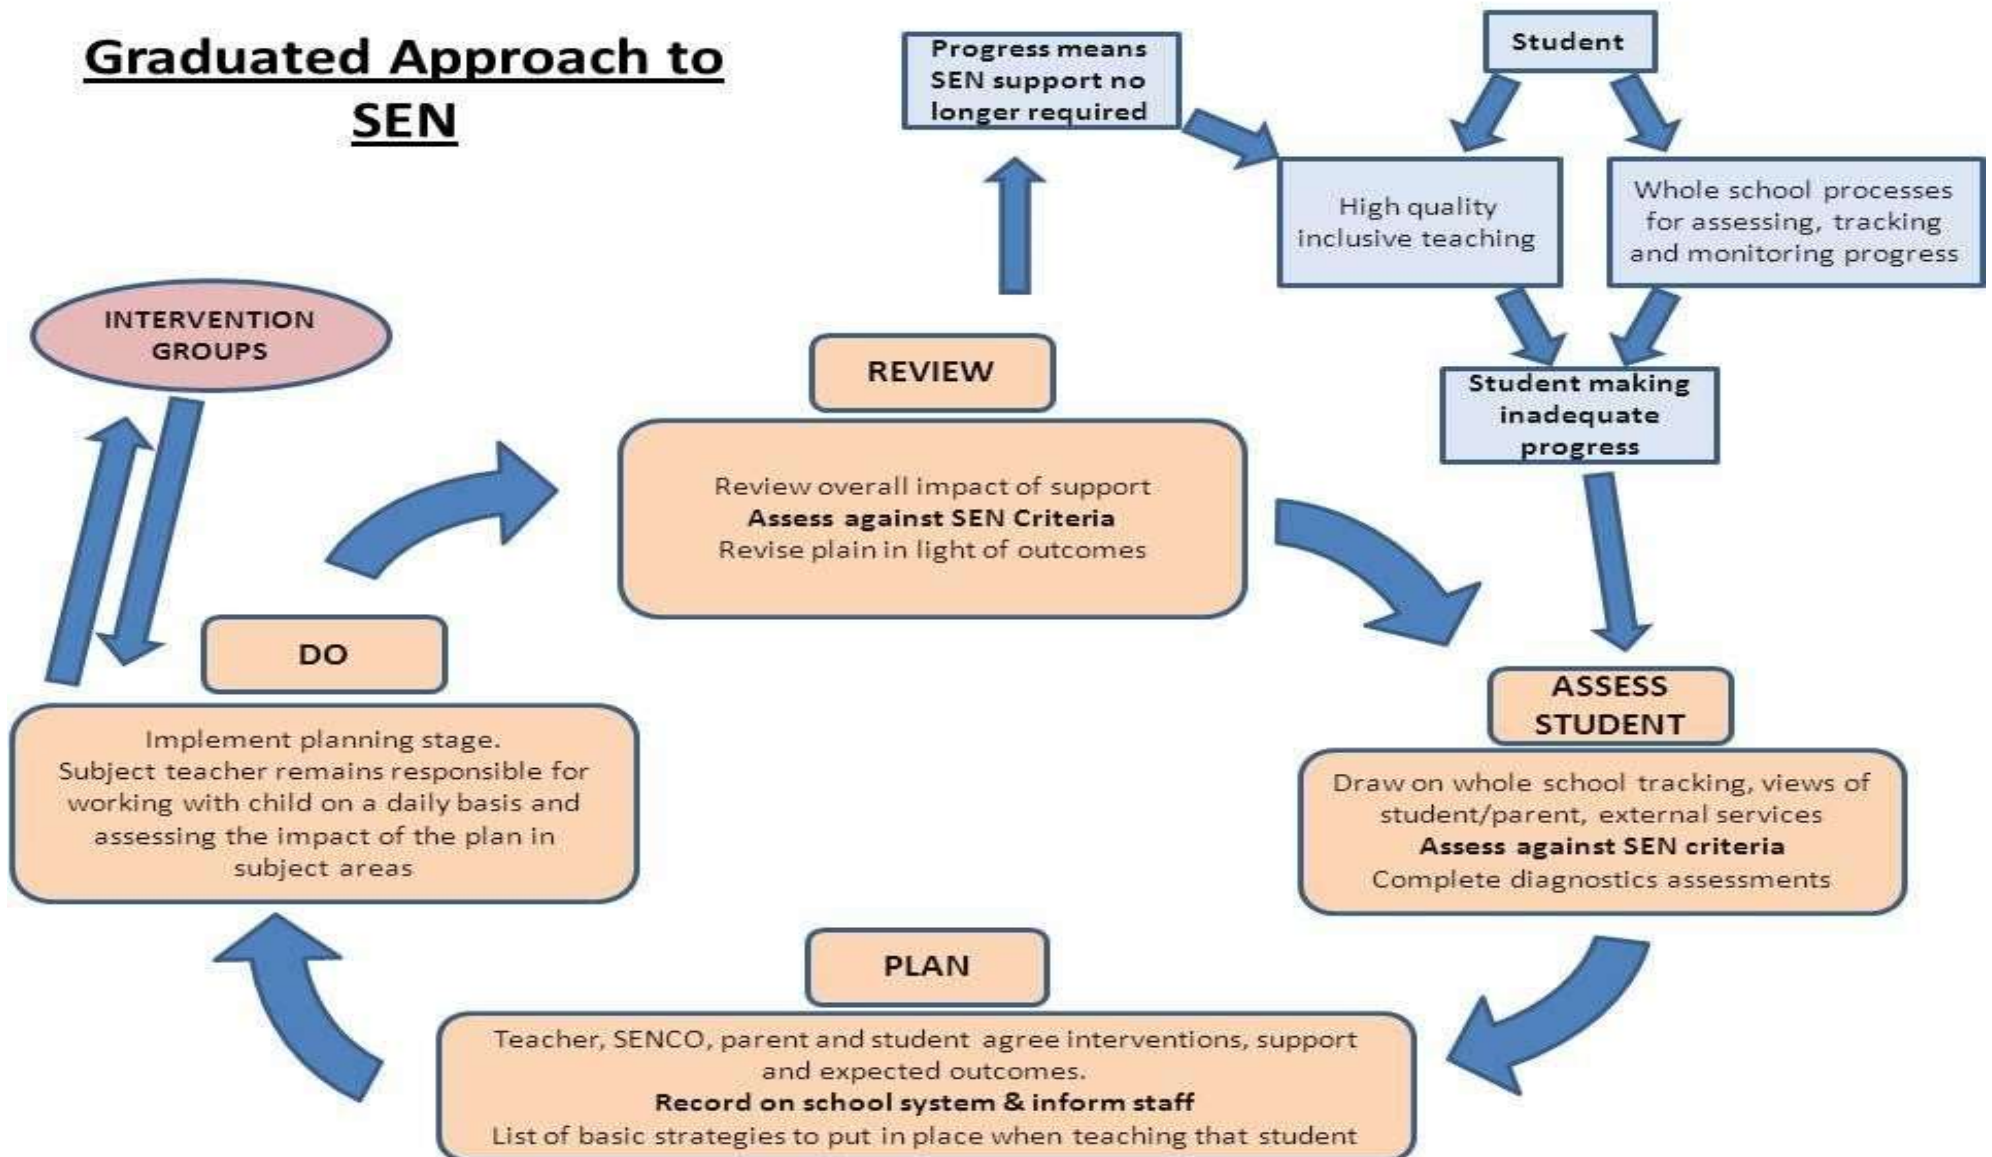 Graduated Approach to
SEN
Progress means
SEN support no
longer required
Student
High quality
inclusive teaching
Whole school processes
for assessing, tracking
and monitoring progress
Student making
inadequate
progress
INTERVENTION
GROUPS
REVIEW
Review overall impact of support
Assess against SEN Criteria
Revise plain in light of outcomes
DO
Implement planning stage.
Subject teacher remains responsible for
working with child on a daily basis and
assessing the impact of the plan in
subject areas
ASSESS
STUDENT
Draw on whole school tracking, views of
student/parent, external services
Assess against SEN criteria
Complete diagnostics assessments
PLAN
Teacher, SENCO, parent and student agree interventions, support
and expected outcomes.
Record on school system & inform staff
List of basic strategies to put in place when teaching that student